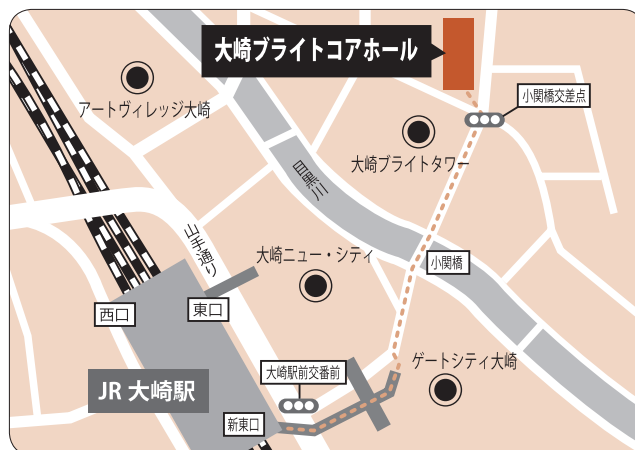 大崎ブライトコアホール
小関橋交差点
アートヴィレッジ大崎
大崎ブライトタワー
目黒川
山手通り
大崎ニュー・シティ
小関橋
西口
東口
大崎駅前交番前
ゲートシティ大崎
JR 大崎駅
新東口